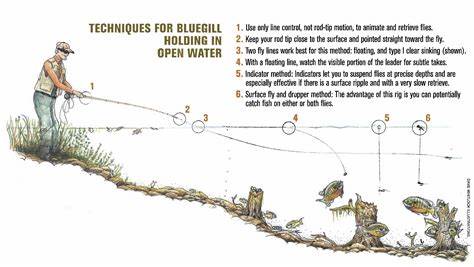 TECHNIQUES FOR BLUEGILL
HOLDING IN
OPEN WATER
1. Use only line control, not rod-tip motion, to animate and retrieve flies.
2. Keep your rod tip close to the surface and pointed straight toward the fly.
3. Two fly lines work best for this method: floating, and type I clear sinking (shown).
4. With a floating line, watch the visible portion of the leader for subtle takes.
5. Indicator method: Indicators let you to suspend flies at precise depths and are
especially effective if there is a surface ripple and with a very slow retrieve.
6. Surface fly and drupper method: The advantage of this rig is you can potentially
catch fish on either or both flies.
1
2
3
4
5
6
DAVE WHITLOCK ILLUSTRATIONS